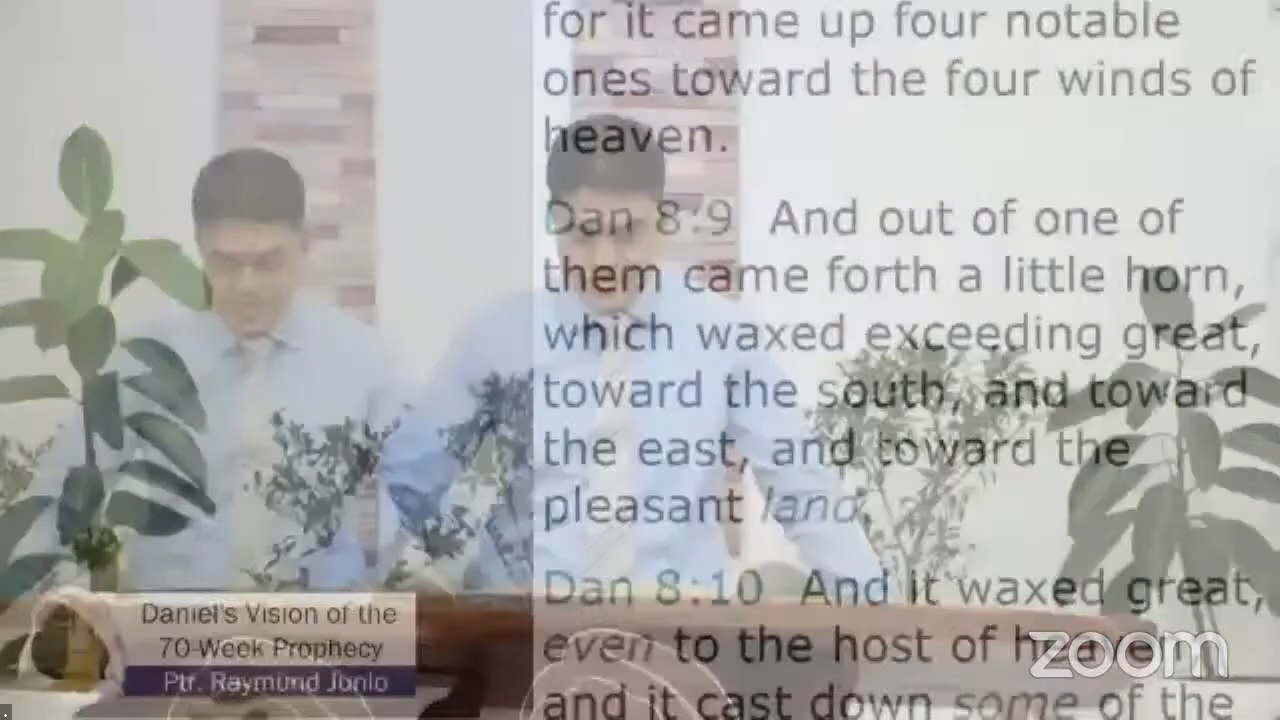 for it came up four notable
ones toward the four winds of
heaven.
Dan 8:9 And out of one of
them came forth a little horn,
which waxed exceeding great,
toward the south, and toward
the east, and toward the
pleasant land.
Dan 8:10 And it waxed great,
even to the host of heaven;
and it cast down some of the
Daniel's Vision of the
70-Week Prophecy
Ptr. Raymund Junio
zoom